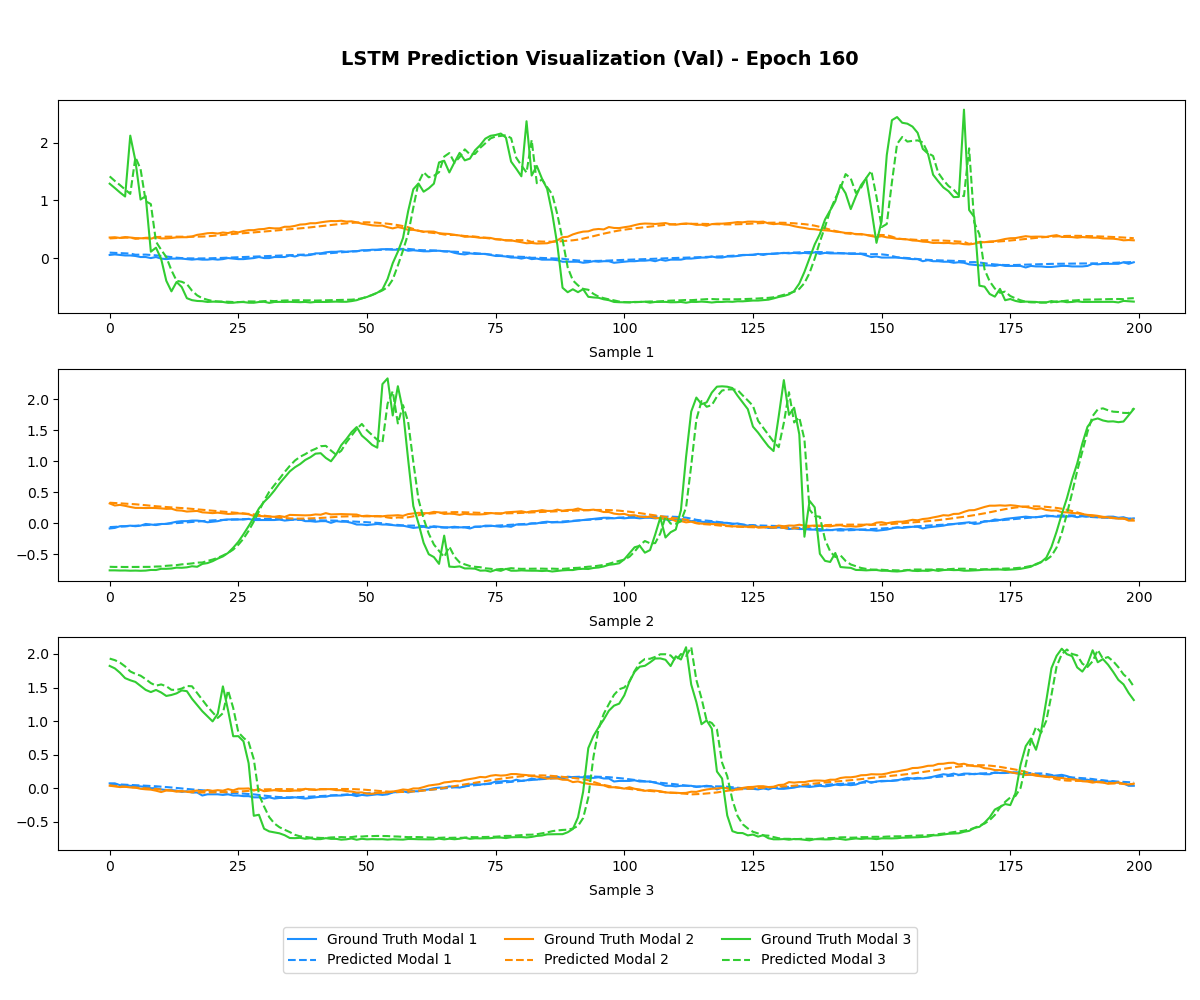 LSTM Prediction Visualization (Val) - Epoch 160
2
1
0
0 25 50 75 100 125 150 175 200
Sample 1
2.0
1.5
1.0
0.5
0.0
−0.5
0 25 50 75 100 125 150 175 200
Sample 2
2.0
1.5
1.0
0.5
0.0
−0.5
0 25 50 75 100 125 150 175 200
Sample 3
Ground Truth Modal 1 Ground Truth Modal 2 Ground Truth Modal 3
Predicted Modal 1 Predicted Modal 2 Predicted Modal 3